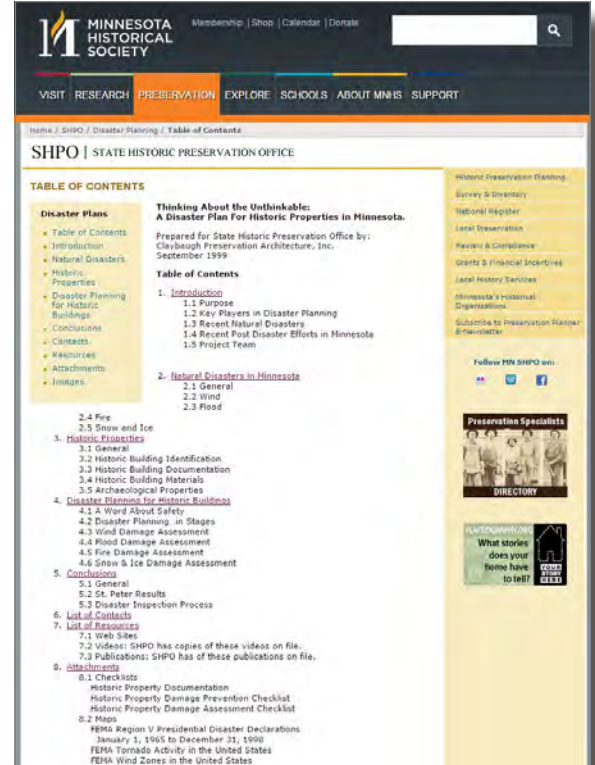 MINNESOTA
HISTORICAL
SOCIETY
Membership | Shop | Calendar | Donate
VISIT RESEARCH PRESERVATION EXPLORE SCHOOLS ABOUT MNHS SUPPORT
Home / SHPO / Disaster Planning / Table of Contents
SHPO | STATE HISTORIC PRESERVATION OFFICE
TABLE OF CONTENTS
Disaster Plans
Table of Contents
Introduction
Natural Disasters
Historic
Properties
Disaster Planning
for Historic
Buildings
Conclusions
Contacts
Resources
Attachments
Images
Thinking About the Unthinkable:
A Disaster Plan For Historic Properties in Minnesota.
Prepared for State Historic Preservation Office by:
Claybaugh Preservation Architecture, Inc.
September 1999
Table of Contents
1. Introduction
1.1 Purpose
1.2 Key Players in Disaster Planning
1.3 Recent Natural Disasters
1.4 Recent Post Disaster Efforts in Minnesota
1.5 Project Team
2. Natural Disasters in Minnesota
2.1 General
2.2 Wind
2.3 Flood
2.4 Fire
2.5 Snow and Ice
3. Historic Properties
3.1 General
3.2 Historic Building Identification
3.3 Historic Building Documentation
3.4 Historic Building Materials
3.5 Archaeological Properties
4. Disaster Planning for Historic Buildings
4.1 A Word About Safety
4.2 Disaster Planning in Stages
4.3 Wind Damage Assessment
4.4 Flood Damage Assessment
4.5 Fire Damage Assessment
4.6 Snow & Ice Damage Assessment
5. Conclusions
5.1 General
5.2 St. Peter Results
5.3 Disaster Inspection Process
6. List of Contacts
7. List of Resources
7.1 Web Sites
7.2 Videos: SHPO has copies of these videos on file.
7.3 Publications: SHPO has of these publications on file.
8. Attachments
8.1 Checklists
Historic Property Documentation
Historic Property Damage Prevention Checklist
Historic Property Damage Assessment Checklist
8.2 Maps
FEMA Region V Presidential Disaster Declarations
January 1, 1965 to December 31, 1998
FEMA Tornado Activity in the United States
FEMA Wind Zones in the United States
Historic Preservation Planning
Survey & Inventory
National Register
Local Preservation
Review & Compliance
Grants & Financial Incentives
Local History Services
Minnesota's Historical
Organizations
Subscribe to Preservation Planner
E-Newsletter
Follow MN SHPO on:
Preservation Specialists
DIRECTORY
PLACEOGRAPHY.ORG
What stories
does your
home have
to tell?
YOUR
STORY
HERE